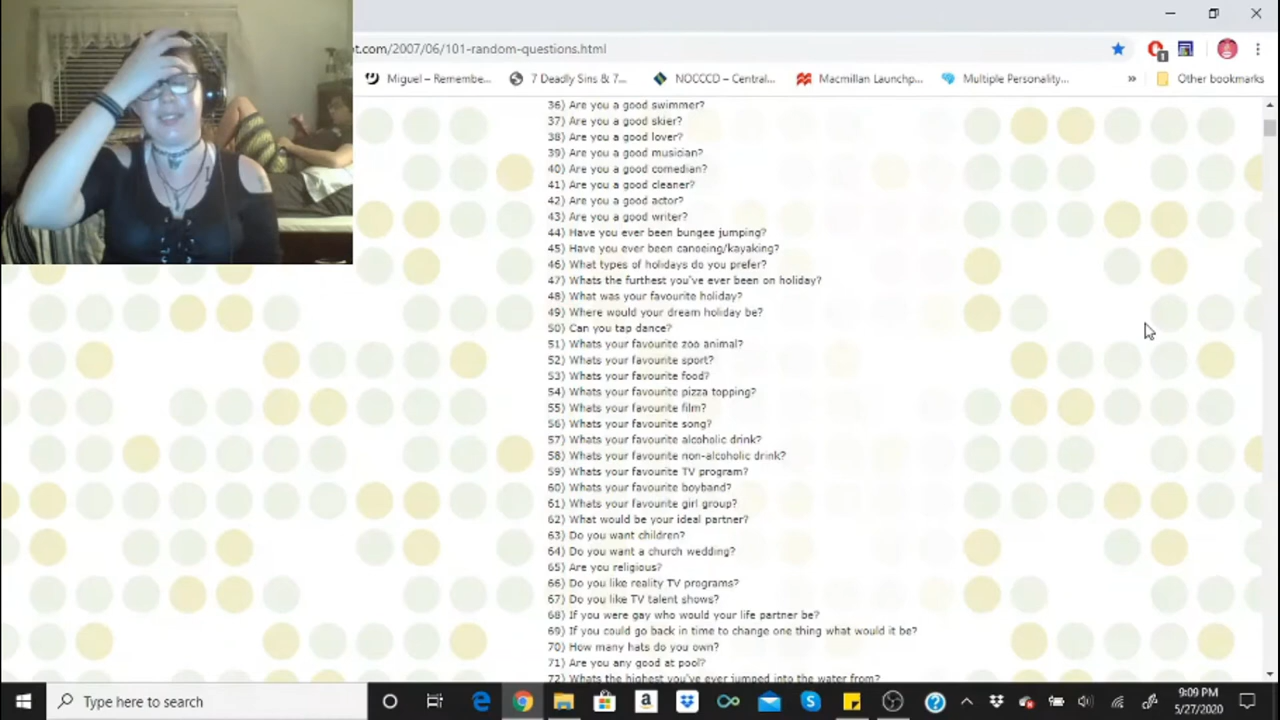 ot.com/2007/06/101-random-questions.html
Miguel – Remembe... 7 Deadly Sins & 7... NOCCCD – Central... Macmillan Launchp... Multiple Personality... » Other bookmarks
36) Are you a good swimmer?
37) Are you a good skier?
38) Are you a good lover?
39) Are you a good musician?
40) Are you a good comedian?
41) Are you a good cleaner?
42) Are you a good actor?
43) Are you a good writer?
44) Have you ever been bungee jumping?
45) Have you ever been canoeing/kayaking?
46) What types of holidays do you prefer?
47) Whats the furthest you've ever been on holiday?
48) What was your favourite holiday?
49) Where would your dream holiday be?
50) Can you tap dance?
51) Whats your favourite zoo animal?
52) Whats your favourite sport?
53) Whats your favourite food?
54) Whats your favourite pizza topping?
55) Whats your favourite film?
56) Whats your favourite song?
57) Whats your favourite alcoholic drink?
58) Whats your favourite non-alcoholic drink?
59) Whats your favourite TV program?
60) Whats your favourite boyband?
61) Whats your favourite girl group?
62) What would be your ideal partner?
63) Do you want children?
64) Do you want a church wedding?
65) Are you religious?
66) Do you like reality TV programs?
67) Do you like TV talent shows?
68) If you were gay who would your life partner be?
69) If you could go back in time to change one thing what would it be?
70) How many hats do you own?
71) Are you any good at pool?
72) Whats the highest you've ever jumped into the water from?
Type here to search
9:09 PM
5/27/2020